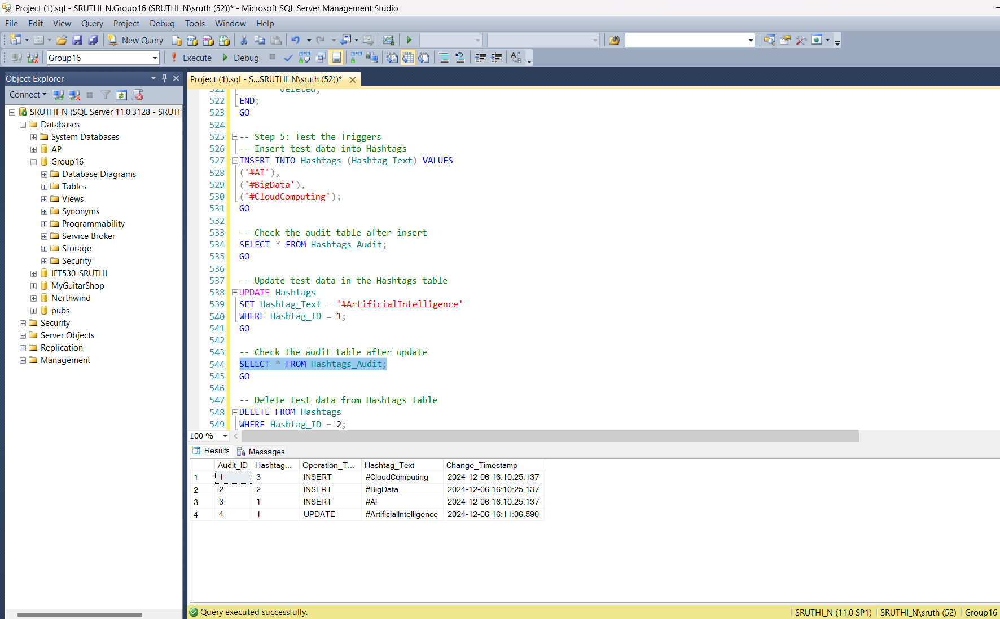 Project (1).sql - SRUTHI_N.Group16 (SRUTHI_N\sruth (52))* - Microsoft SQL Server Management Studio
File Edit View Query Project Debug Tools Window Help
New Query
Group16 Execute Debug
Object Explorer
Connect
SRUTHI_N (SQL Server 11.0.3128 - SRUTH
Databases
System Databases
AP
Group16
Database Diagrams
Tables
Views
Synonyms
Programmability
Service Broker
Storage
Security
IFT530_SRUTHI
MyGuitarShop
Northwind
pubs
Security
Server Objects
Replication
Management
Project (1).sql - S...SRUTHI_N\sruth (52))*
521 deleted;
522 END;
523 GO
524
525 -- Step 5: Test the Triggers
526 -- Insert test data into Hashtags
527 INSERT INTO Hashtags (Hashtag_Text) VALUES
528 ('#AI'),
529 ('#BigData'),
530 ('#CloudComputing');
531 GO
532
533 -- Check the audit table after insert
534 SELECT * FROM Hashtags_Audit;
535 GO
536
537 -- Update test data in the Hashtags table
538 UPDATE Hashtags
539 SET Hashtag_Text = '#ArtificialIntelligence'
540 WHERE Hashtag_ID = 1;
541 GO
542
543 -- Check the audit table after update
544 SELECT * FROM Hashtags_Audit;
545 GO
546
547 -- Delete test data from Hashtags table
548 DELETE FROM Hashtags
549 WHERE Hashtag_ID = 2;
100 %
Results Messages
Audit_ID Hashtag... Operation_T... Hashtag_Text Change_Timestamp
1 1 3 INSERT #CloudComputing 2024-12-06 16:10:25.137
2 2 2 INSERT #BigData 2024-12-06 16:10:25.137
3 3 1 INSERT #AI 2024-12-06 16:10:25.137
4 4 1 UPDATE #ArtificialIntelligence 2024-12-06 16:11:06.590
Query executed successfully. SRUTHI_N (11.0 SP1) SRUTHI_N\sruth (52) Group16